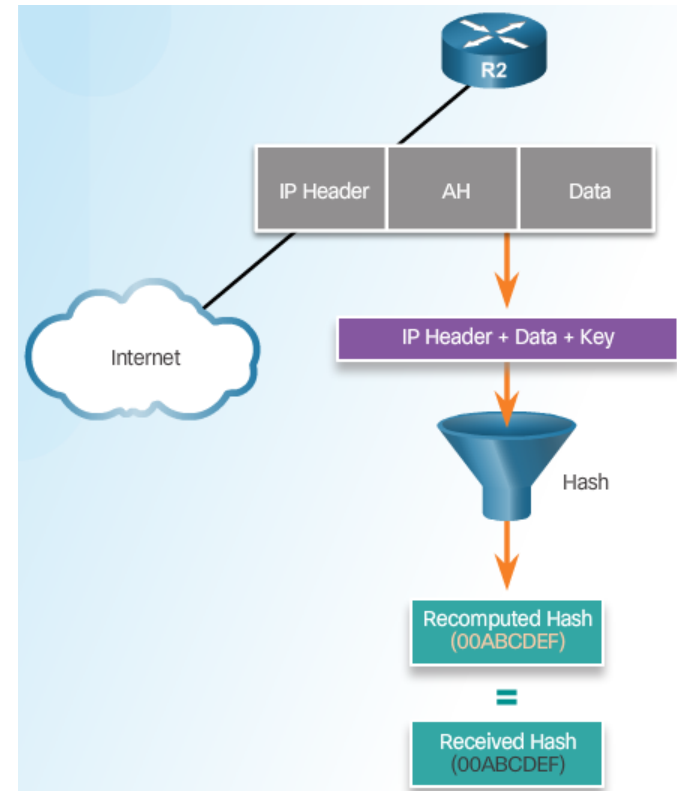 R2
IP Header AH Data
Internet
IP Header + Data + Key
Hash
Recomputed Hash
(00ABCDEF)
=
Received Hash
(00ABCDEF)